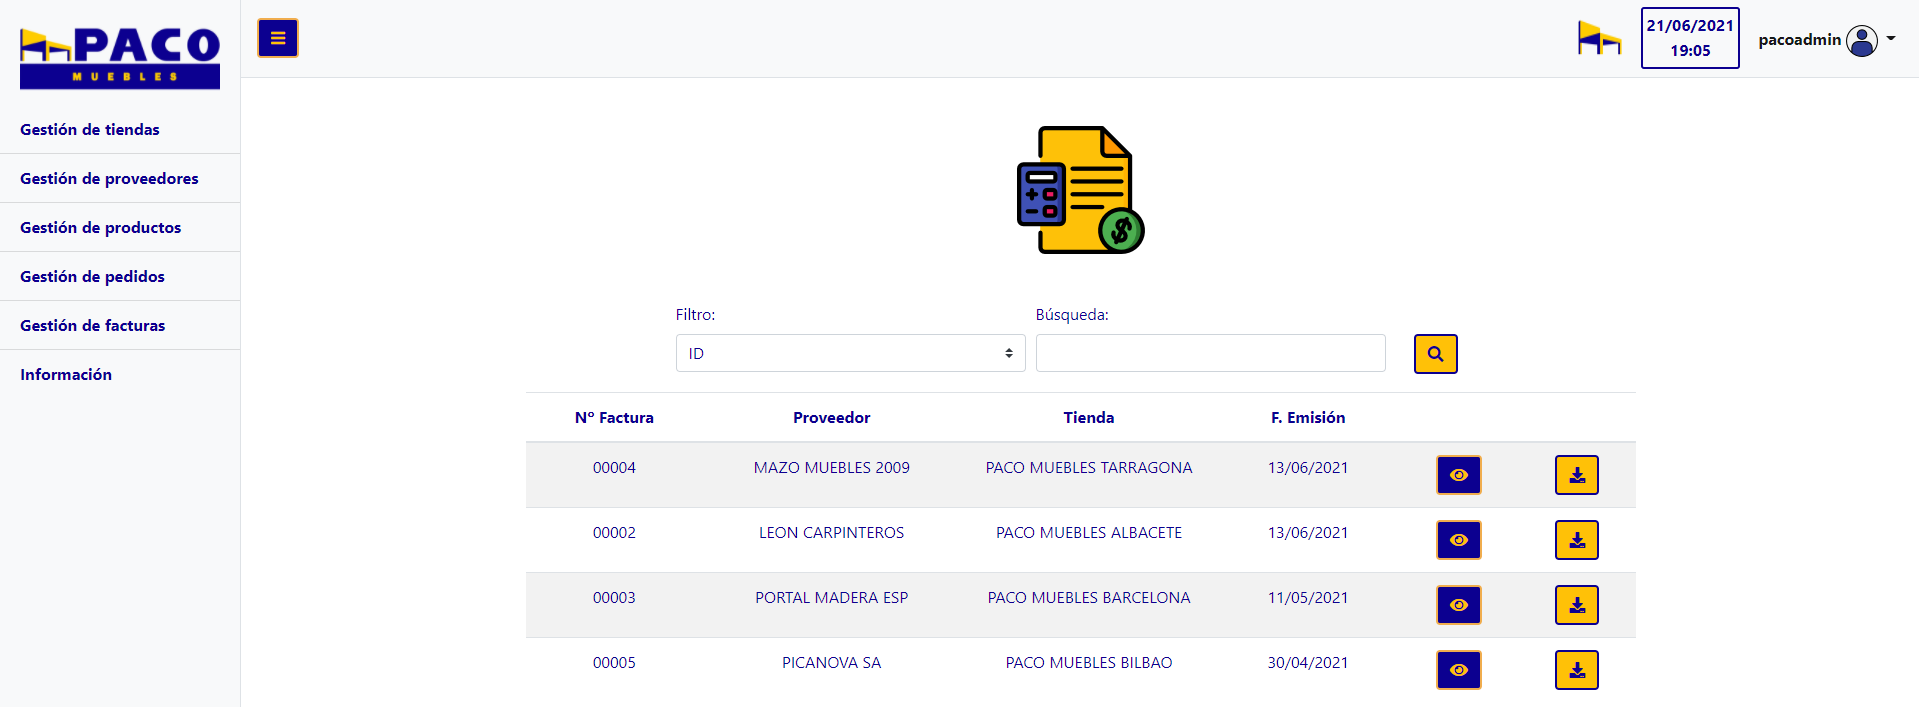 PACO
MUEBLES
21/06/2021
19:05
pacoadmin
Gestión de tiendas
Gestión de proveedores
Gestión de productos
Gestión de pedidos
Gestión de facturas
Información
Filtro:
Búsqueda:
ID
Nº Factura Proveedor Tienda F. Emisión
00004 MAZO MUEBLES 2009 PACO MUEBLES TARRAGONA 13/06/2021
00002 LEON CARPINTEROS PACO MUEBLES ALBACETE 13/06/2021
00003 PORTAL MADERA ESP PACO MUEBLES BARCELONA 11/05/2021
00005 PICANOVA SA PACO MUEBLES BILBAO 30/04/2021